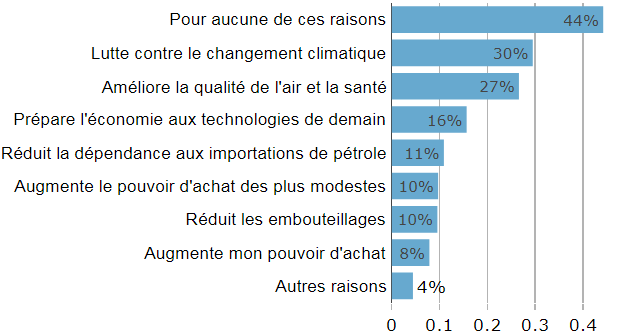 Pour aucune de ces raisons 44%
Lutte contre le changement climatique 30%
Améliore la qualité de l'air et la santé 27%
Prépare l'économie aux technologies de demain 16%
Réduit la dépendance aux importations de pétrole 11%
Augmente le pouvoir d'achat des plus modestes 10%
Réduit les embouteillages 10%
Augmente mon pouvoir d'achat 8%
Autres raisons 4%
0 0.1 0.2 0.3 0.4